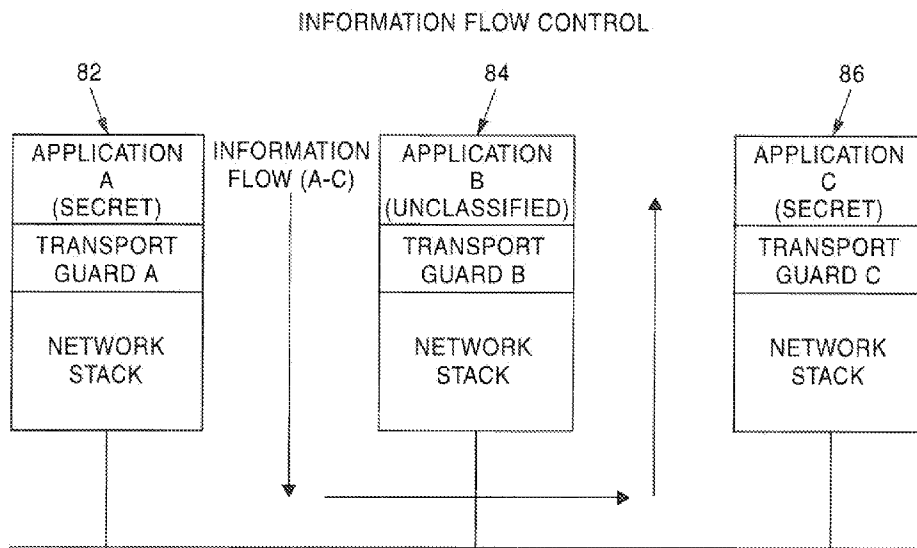 INFORMATION FLOW CONTROL
82
84
86
APPLICATION
A
(SECRET)
TRANSPORT
GUARD A
NETWORK
STACK
INFORMATION
FLOW (A-C)
APPLICATION
B
(UNCLASSIFIED)
TRANSPORT
GUARD B
NETWORK
STACK
APPLICATION
C
(SECRET)
TRANSPORT
GUARD C
NETWORK
STACK